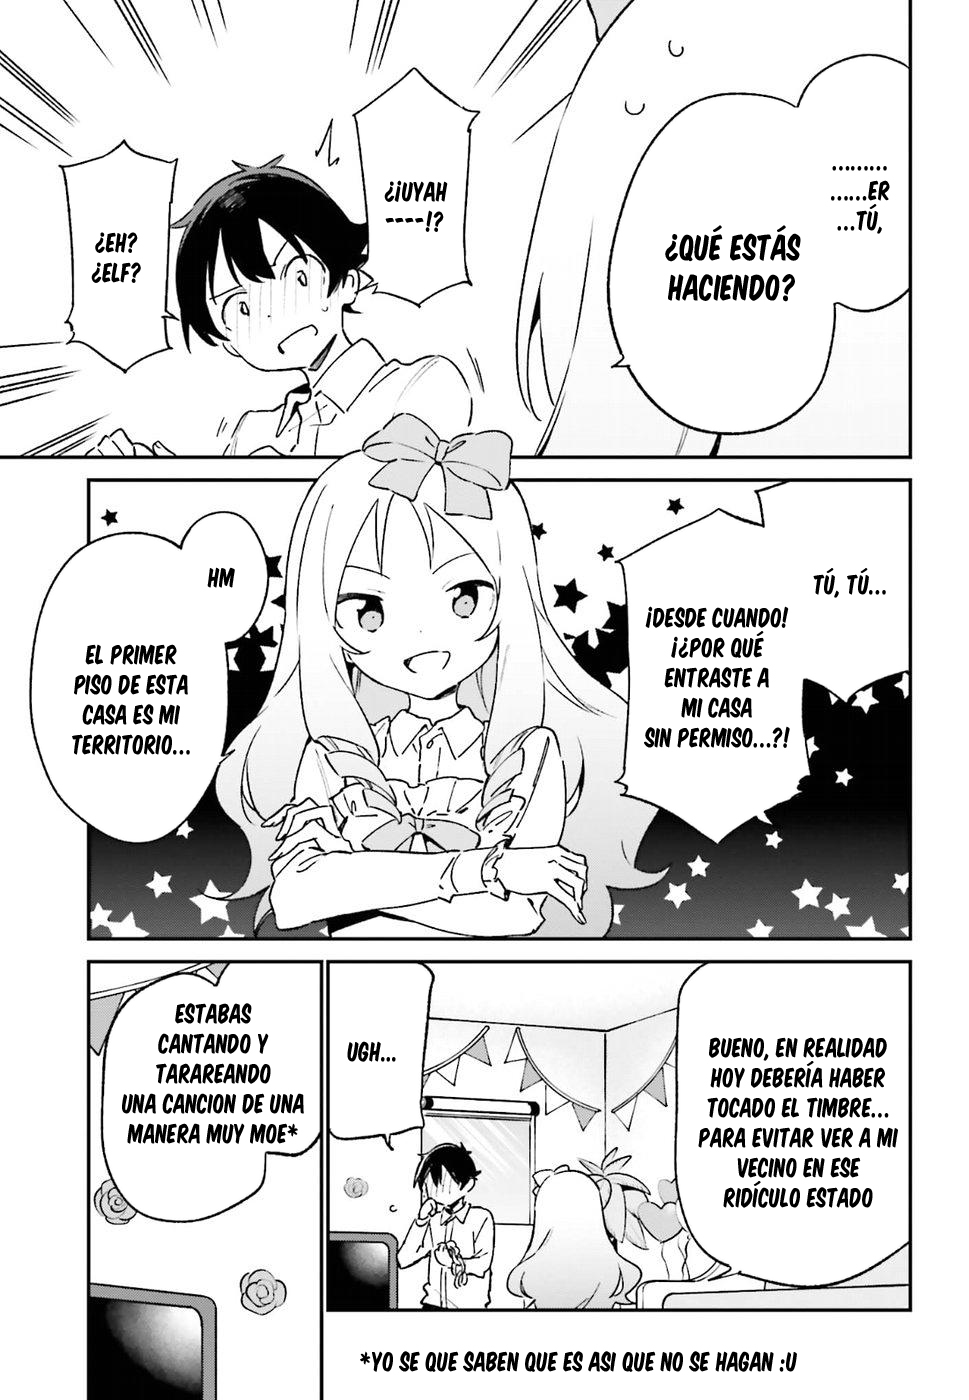 .........
......ER
...TÚ,
¿QUÉ ESTÁS
HACIENDO?
¿¡UYAH
----!?
¿EH?
¿ELF?
TÚ, TÚ...
¡DESDE CUANDO!
¡¿POR QUÉ
ENTRASTE A
MI CASA
SIN PERMISO...?!
HM
EL PRIMER
PISO DE ESTA
CASA ES MI
TERRITORIO...
BUENO, EN REALIDAD
HOY DEBERÍA HABER
TOCADO EL TIMBRE...
PARA EVITAR VER A MI
VECINO EN ESE
RIDÍCULO ESTADO
UGH...
ESTABAS
CANTANDO Y
TARAREANDO
UNA CANCION DE UNA
MANERA MUY MOE*
*YO SE QUE SABEN QUE ES ASI QUE NO SE HAGAN :U